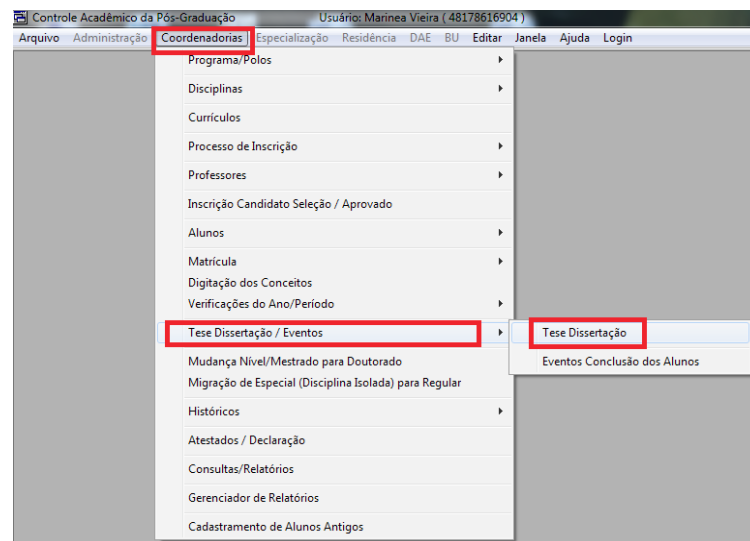 Controle Acadêmico da Pós-Graduação Usuário: Marinea Vieira ( 48178616904 )
Arquivo Administração Coordenadorias Especialização Residência DAE BU Editar Janela Ajuda Login
Programa/Polos
Disciplinas
Currículos
Processo de Inscrição
Professores
Inscrição Candidato Seleção / Aprovado
Alunos
Matrícula
Digitação dos Conceitos
Verificações do Ano/Período
Tese Dissertação / Eventos
Tese Dissertação
Mudança Nível/Mestrado para Doutorado
Eventos Conclusão dos Alunos
Migração de Especial (Disciplina Isolada) para Regular
Históricos
Atestados / Declaração
Consultas/Relatórios
Gerenciador de Relatórios
Cadastramento de Alunos Antigos